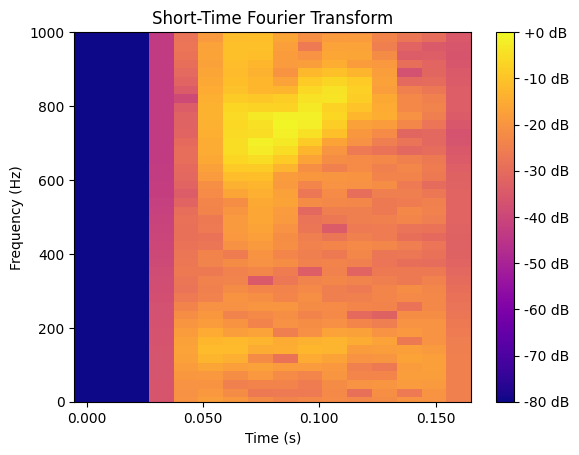 Short-Time Fourier Transform
1000
800
600
400
200
0
Frequency (Hz)
0.000
0.050
0.100
0.150
Time (s)
+0 dB
-10 dB
-20 dB
-30 dB
-40 dB
-50 dB
-60 dB
-70 dB
-80 dB